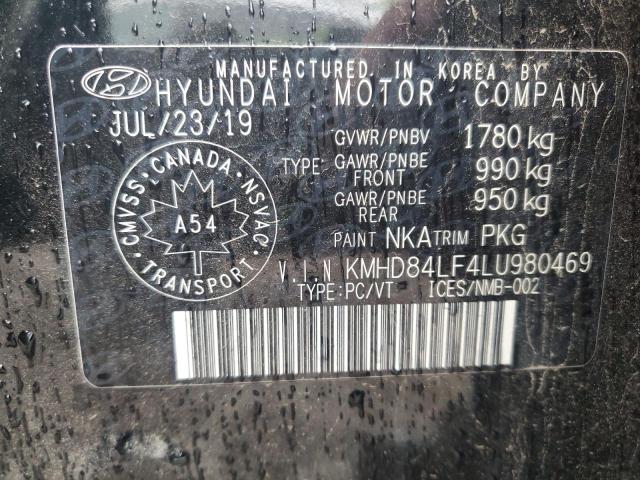 MANUFACTURED IN KOREA BY
HYUNDAI MOTOR COMPANY
JUL/23/19
GVWR/PNBV 1780 kg
TYPE GAWR/PNBE FRONT 990 kg
GAWR/PNBE REAR 950 kg
PAINT NKA TRIM PKG
V.I.N KMHD84LF4LU980469
TYPE:PC/VT ICES/NMB-002
CMVSS · CANADA · NSVAC
A54
TRANSPORT